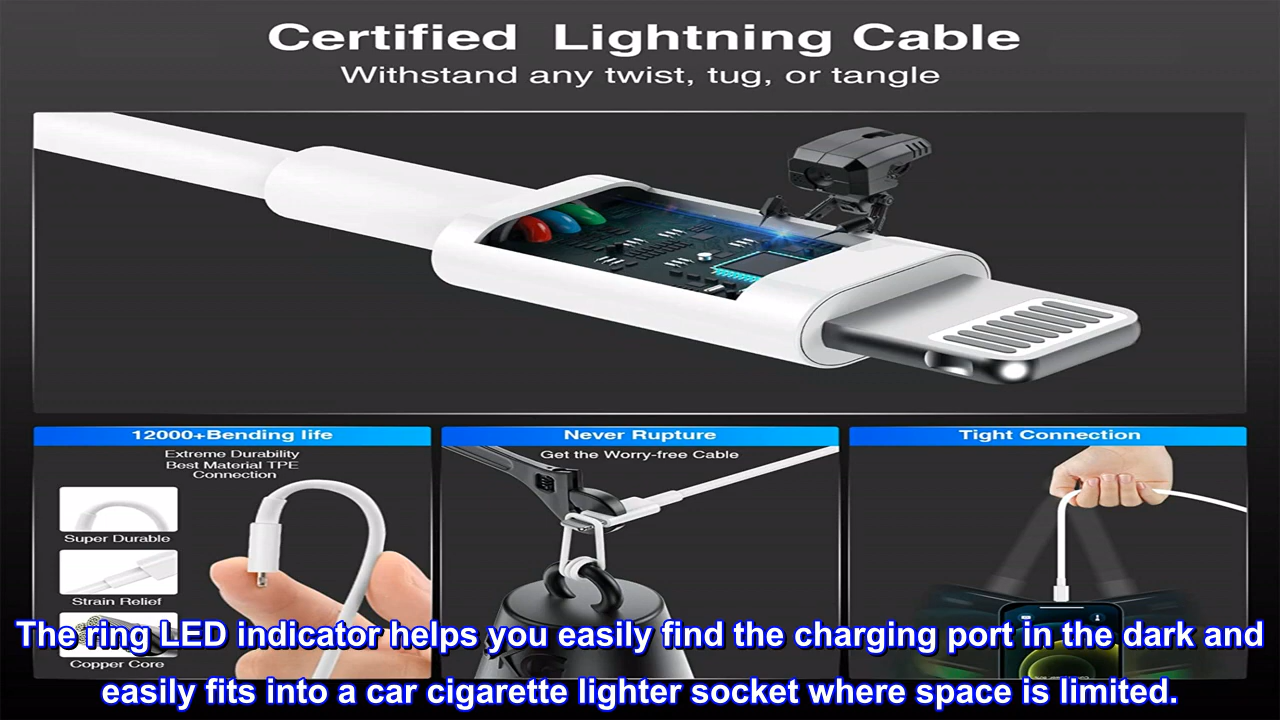 Certified Lightning Cable
Withstand any twist, tug, or tangle
12000+Bending life
Extreme Durability
Best Material TPE
Connection
Super Durable
Strain Relief
Copper Core
Never Rupture
Get the Worry-free Cable
Tight Connection
The ring LED indicator helps you easily find the charging port in the dark and
easily fits into a car cigarette lighter socket where space is limited.